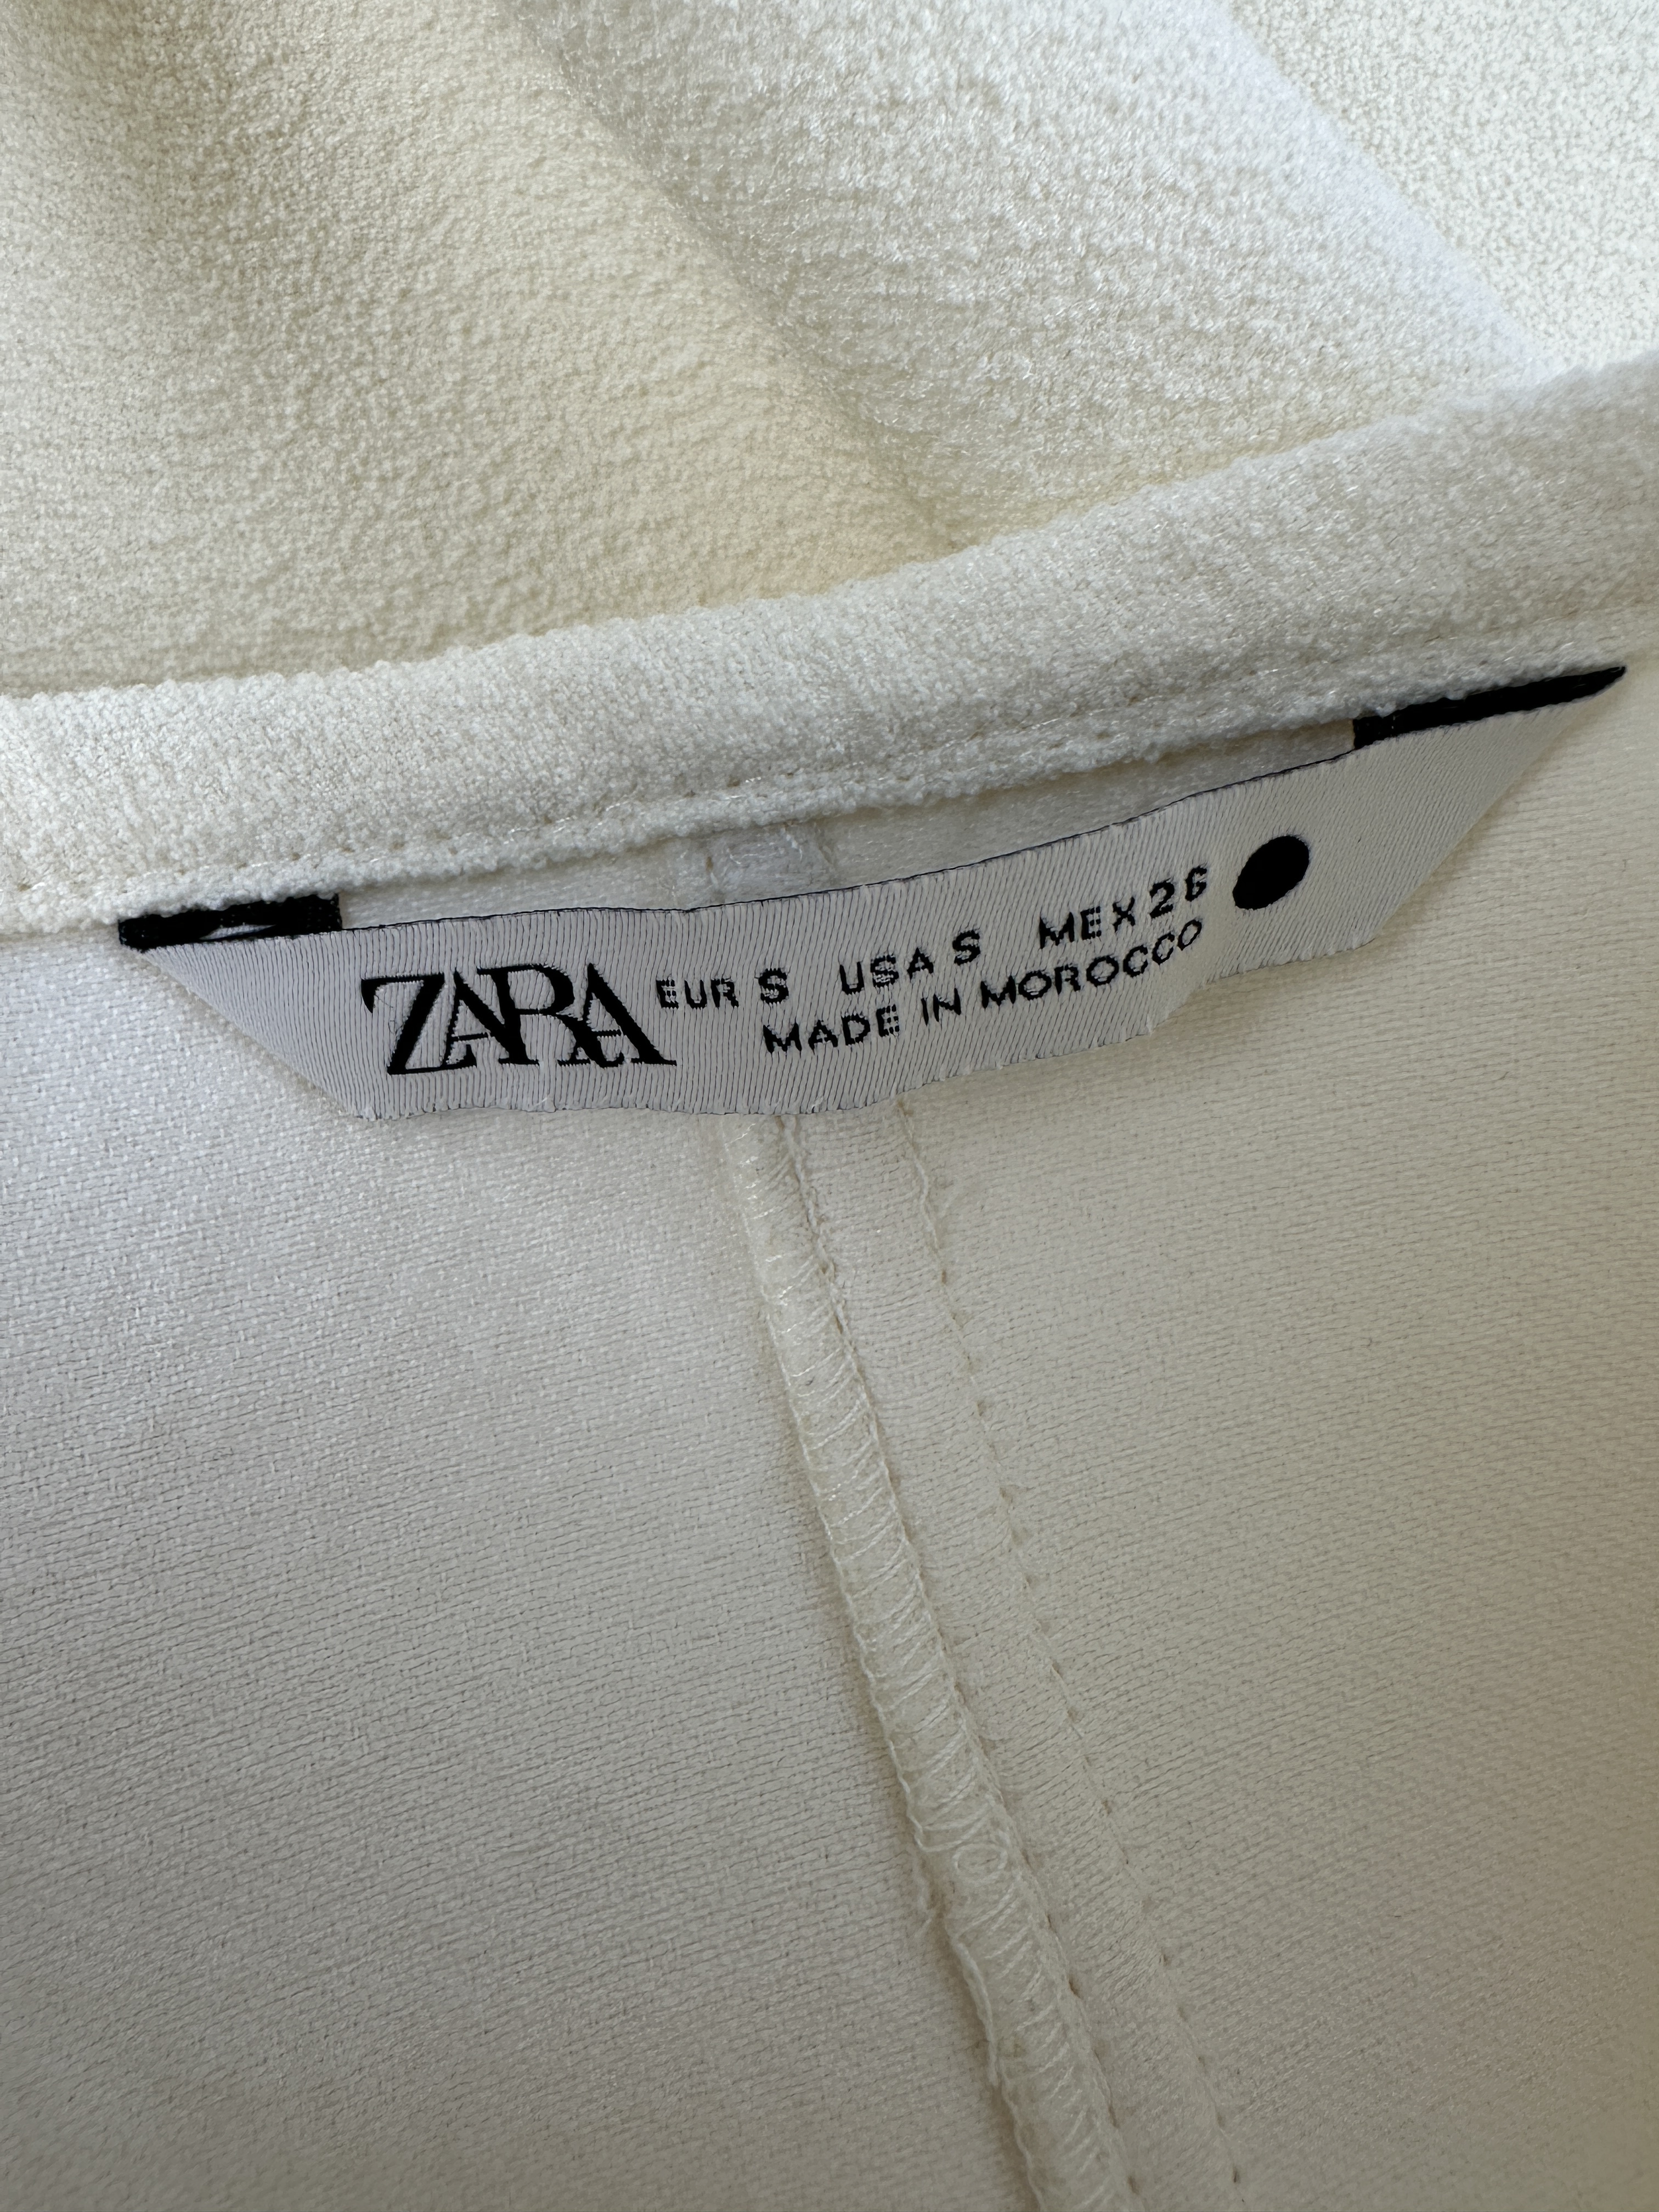 ZARA
EUR S USA S MEX 26
MADE IN MOROCCO